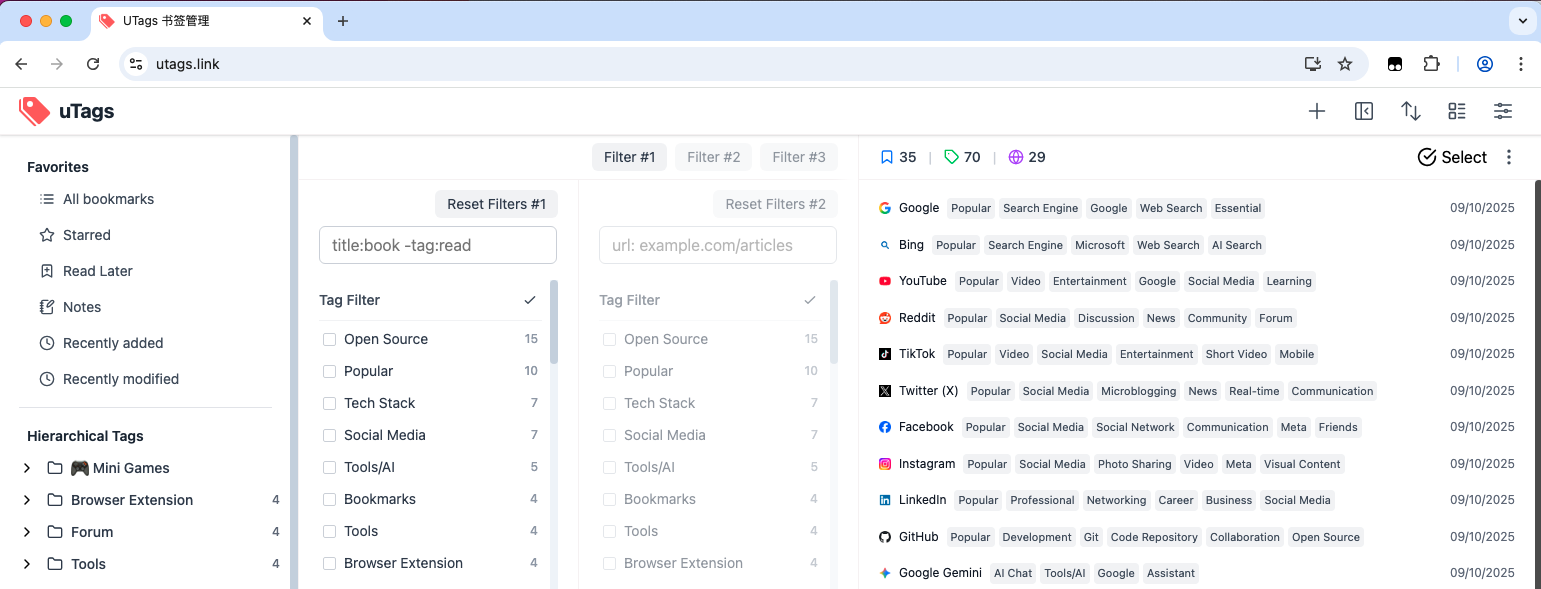 UTags 书签管理
utags.link
uTags
Favorites
All bookmarks
Starred
Read Later
Notes
Recently added
Recently modified
Hierarchical Tags
🎮 Mini Games
Browser Extension 4
Forum 4
Tools 4
Filter #1 Filter #2 Filter #3
Reset Filters #1
title:book -tag:read
Tag Filter
Open Source 15
Popular 10
Tech Stack 7
Social Media 7
Tools/AI 5
Bookmarks 4
Tools 4
Browser Extension 4
Reset Filters #2
url: example.com/articles
Tag Filter
Open Source 15
Popular 10
Tech Stack 7
Social Media 7
Tools/AI 5
Bookmarks 4
Tools 4
Browser Extension 4
35 | 70 | 29 Select
Google Popular Search Engine Google Web Search Essential 09/10/2025
Bing Popular Search Engine Microsoft Web Search AI Search 09/10/2025
YouTube Popular Video Entertainment Google Social Media Learning 09/10/2025
Reddit Popular Social Media Discussion News Community Forum 09/10/2025
TikTok Popular Video Social Media Entertainment Short Video Mobile 09/10/2025
Twitter (X) Popular Social Media Microblogging News Real-time Communication 09/10/2025
Facebook Popular Social Media Social Network Communication Meta Friends 09/10/2025
Instagram Popular Social Media Photo Sharing Video Meta Visual Content 09/10/2025
LinkedIn Popular Professional Networking Career Business Social Media 09/10/2025
GitHub Popular Development Git Code Repository Collaboration Open Source 09/10/2025
Google Gemini AI Chat Tools/AI Google Assistant 09/10/2025